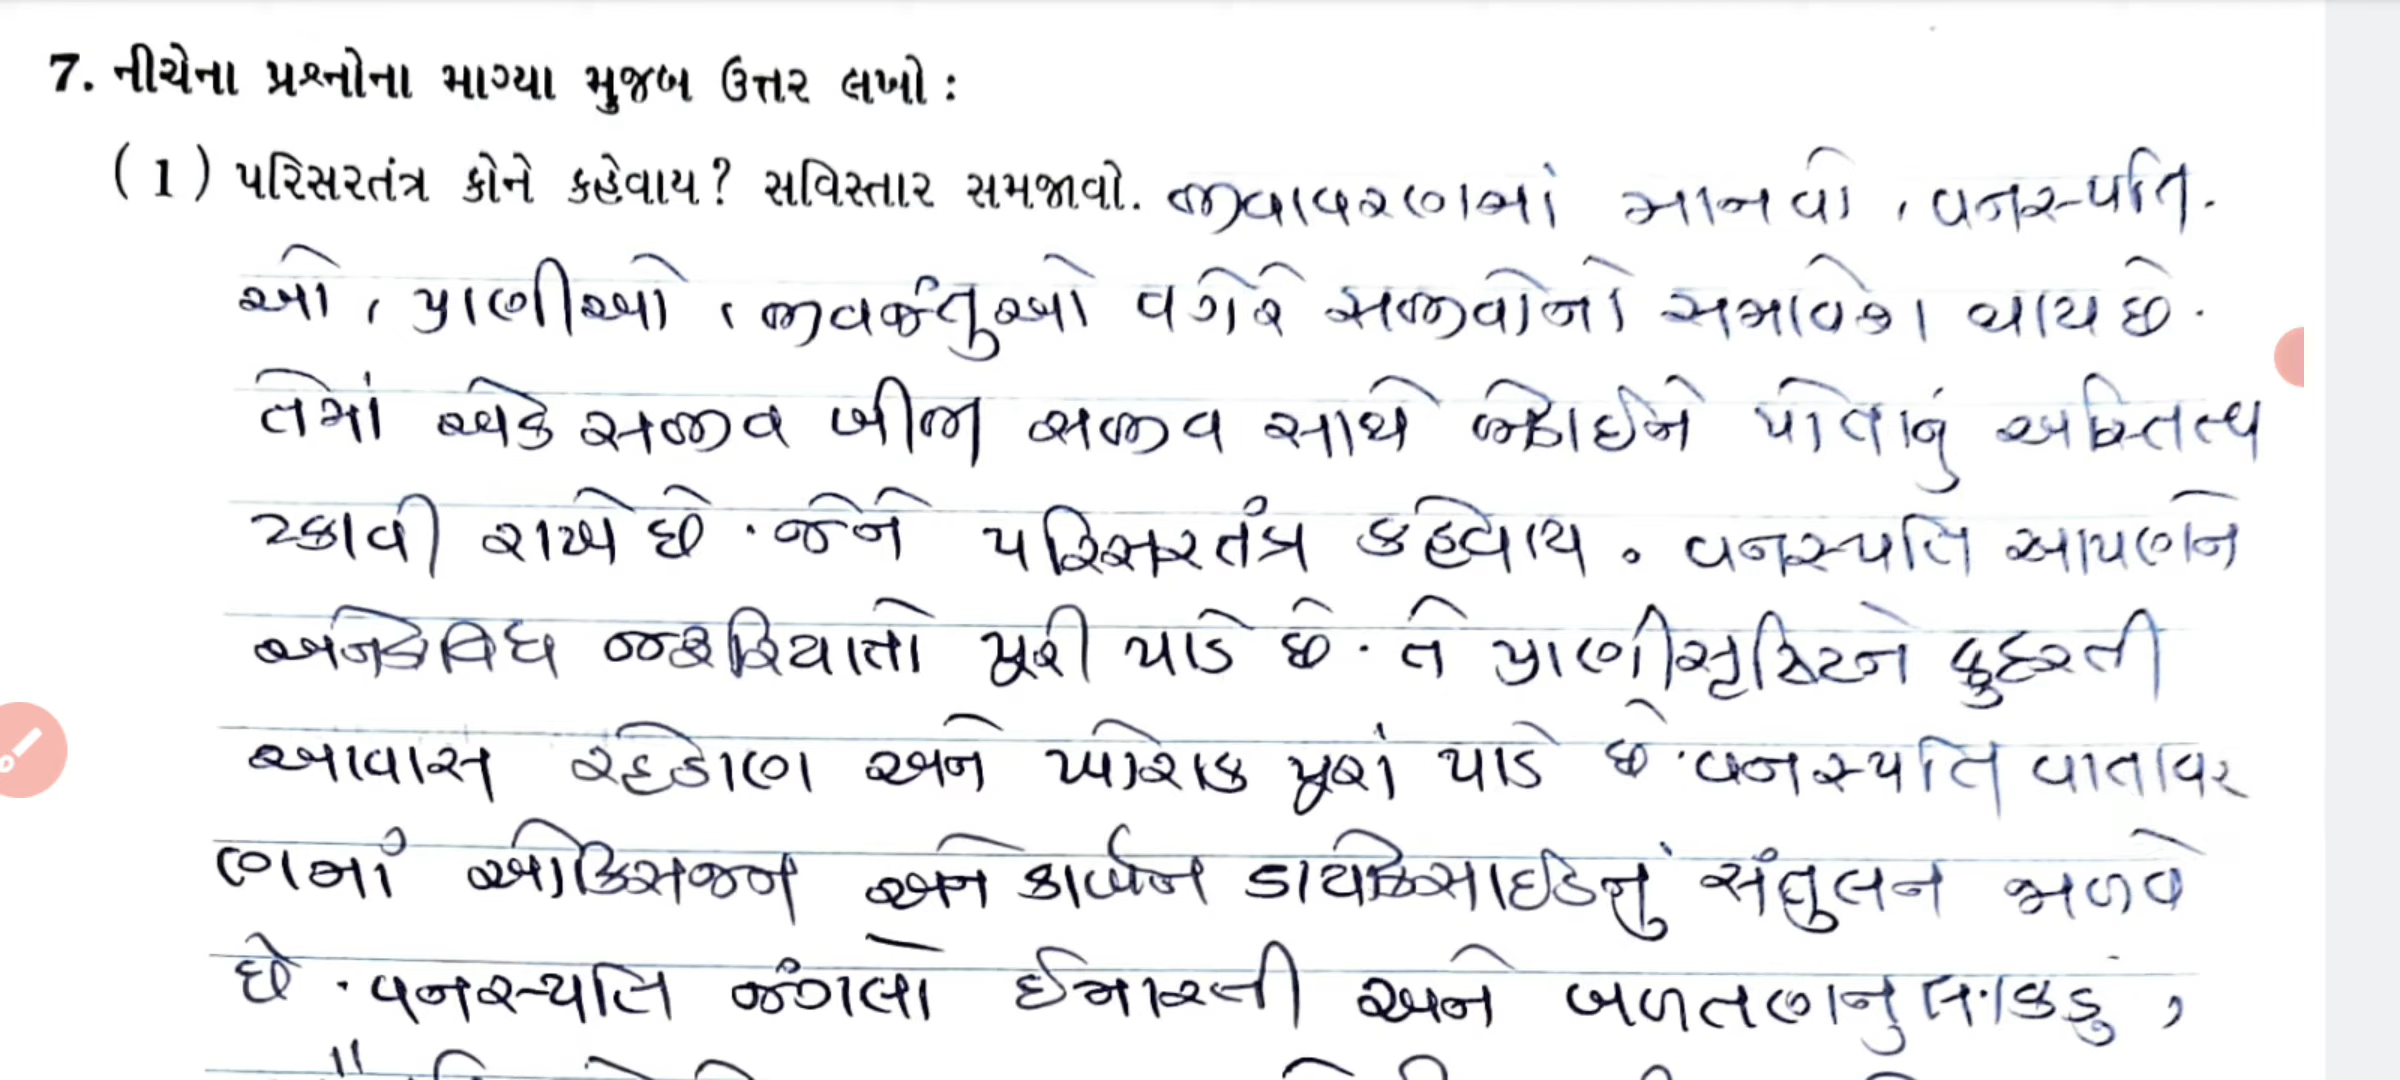 7. નીચેના પ્રશ્નોના માગ્યા મુજબ ઉત્તર લખો :
(1) પરિસરતંત્ર કોને કહેવાય? સવિસ્તાર સમજાવો. જીવાવરણમાં માનવો, વનસ્પતિ-
ઓ, પ્રાણીઓ, જીવજંતુઓ વગેરે સજીવોનો સમાવેશ થાય છે.
તેમાં એક સજીવ બીજા સજીવ સાથે જોડાઈને પોતાનું અસ્તિત્વ
ટકાવી રાખે છે. જેને પરિસરતંત્ર કહેવાય. વનસ્પતિ આપણને
અનેકવિધ જરૂરિયાતો પૂરી પાડે છે. તે પ્રાણીસૃષ્ટિને કુદરતી
આવાસ રહેઠાણ અને ખોરાક પૂરાં પાડે છે. વનસ્પતિ વાતાવર
ણમાં ઓક્સિજન અને કાર્બન ડાયોક્સાઈડનું સંતુલન જાળવે
છે. વનસ્પતિ જંગલો ઈમારતી અને બળતણનું લાકડું,